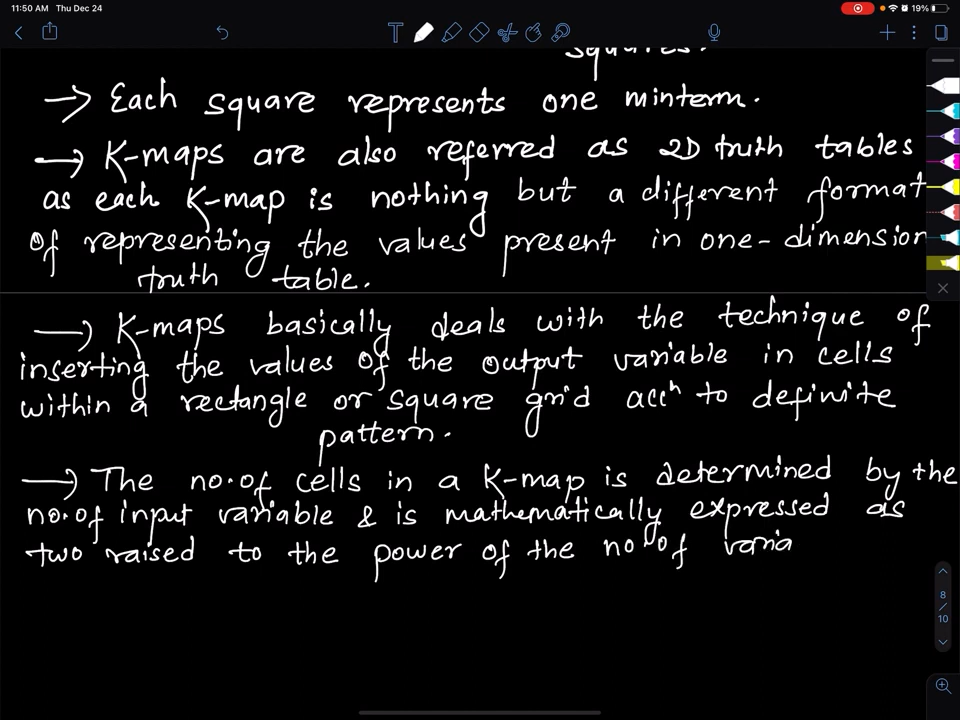 11:50 AM Thu Dec 24
19%
T
squares.
→ Each square represents one minterm.
→ K-maps are also referred as 2D truth tables
as each K-map is nothing but a different format
of representing the values present in one-dimension
truth table.
→ K-maps basically deals with the technique of
inserting the values of the output variable in cells
within a rectangle or square grid accⁿ to definite
pattern.
→ The no. of cells in a K-map is determined by the
no. of input variable & is mathematically expressed as
two raised to the power of the no. of varia
8
/
10